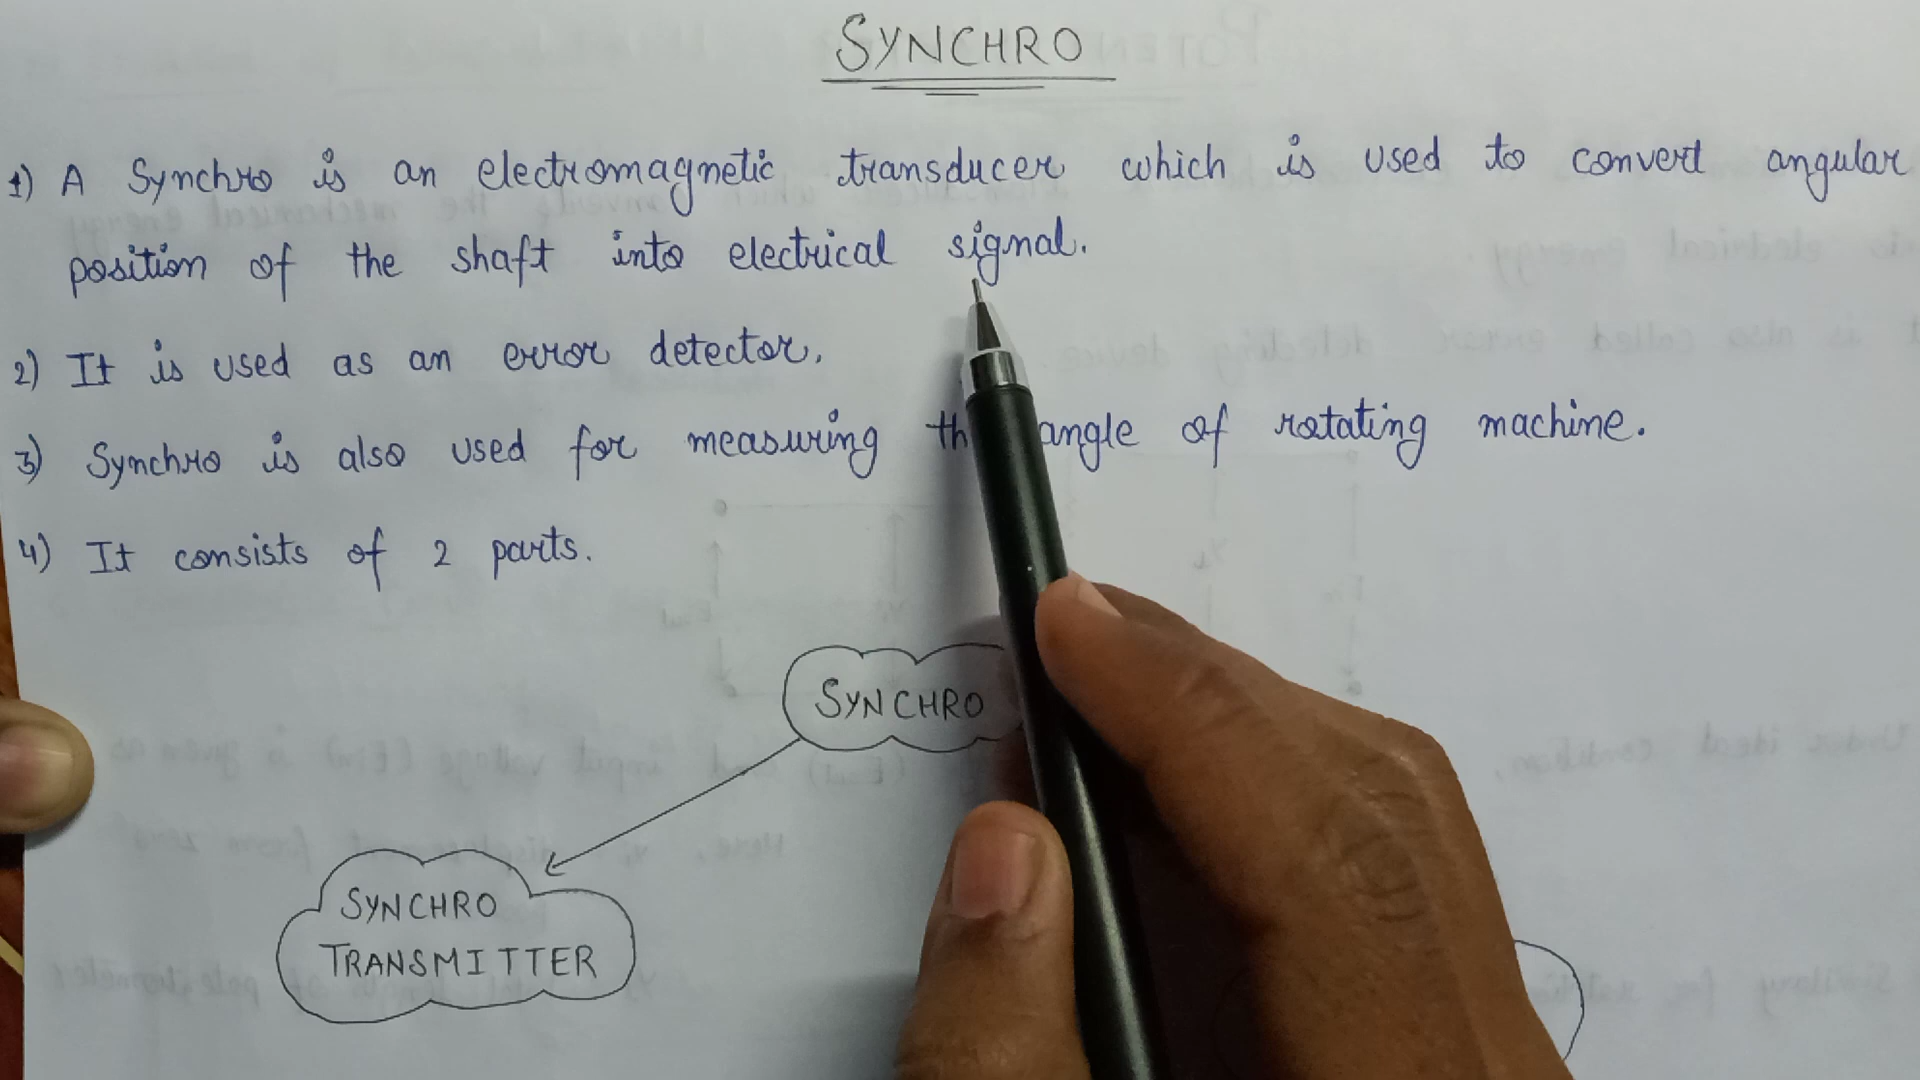 SYNCHRO
1) A Synchro is an electromagnetic transducer which is used to convert angular
position of the shaft into electrical signal.
2) It is used as an error detector.
3) Synchro is also used for measuring th angle of rotating machine.
4) It consists of 2 parts.
SYNCHRO
SYNCHRO
TRANSMITTER